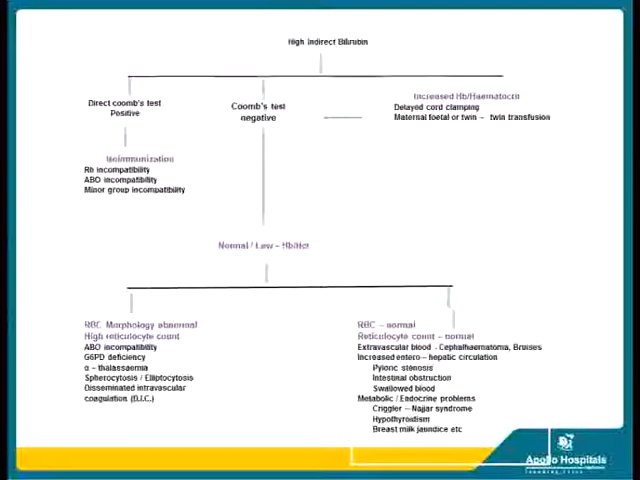 High Indirect Bilirubin
Direct coomb's test
Positive
Coomb's test
negative
Increased Hb/Haematocrit
Delayed cord clamping
Maternal foetal or twin – twin transfusion
Isoimmunization
Rh incompatibility
ABO incompatibility
Minor group incompatibility
Normal / Low – Hb/Hct
RBC Morphology abnormal
High reticulocyte count
ABO incompatibility
G6PD deficiency
α – thalassaemia
Spherocytosis / Elliptocytosis
Disseminated intravascular
coagulation (D.I.C.)
RBC – normal
Reticulocyte count – normal
Extravascular blood - Cephalhaematoma, Bruises
Increased entero – hepatic circulation
Pyloric stenosis
Intestinal obstruction
Swallowed blood
Metabolic / Endocrine problems
Criggler – Najjar syndrome
Hypothyroidism
Breast milk jaundice etc
Apollo Hospitals